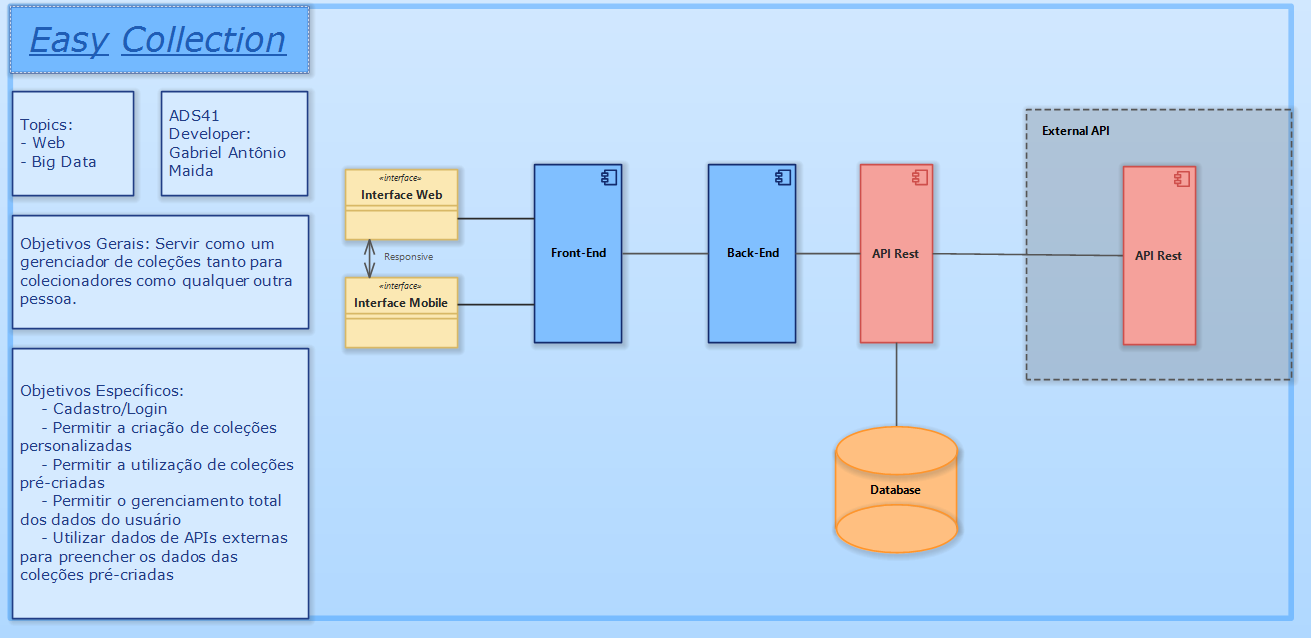 Easy Collection
Topics:
- Web
- Big Data
ADS41
Developer:
Gabriel Antônio
Maida
Objetivos Gerais: Servir como um
gerenciador de coleções tanto para
colecionadores como qualquer outra
pessoa.
Objetivos Específicos:
- Cadastro/Login
- Permitir a criação de coleções
personalizadas
- Permitir a utilização de coleções
pré-criadas
- Permitir o gerenciamento total
dos dados do usuário
- Utilizar dados de APIs externas
para preencher os dados das
coleções pré-criadas
«interface»
Interface Web
Responsive
«interface»
Interface Mobile
Front-End
Back-End
API Rest
Database
External API
API Rest